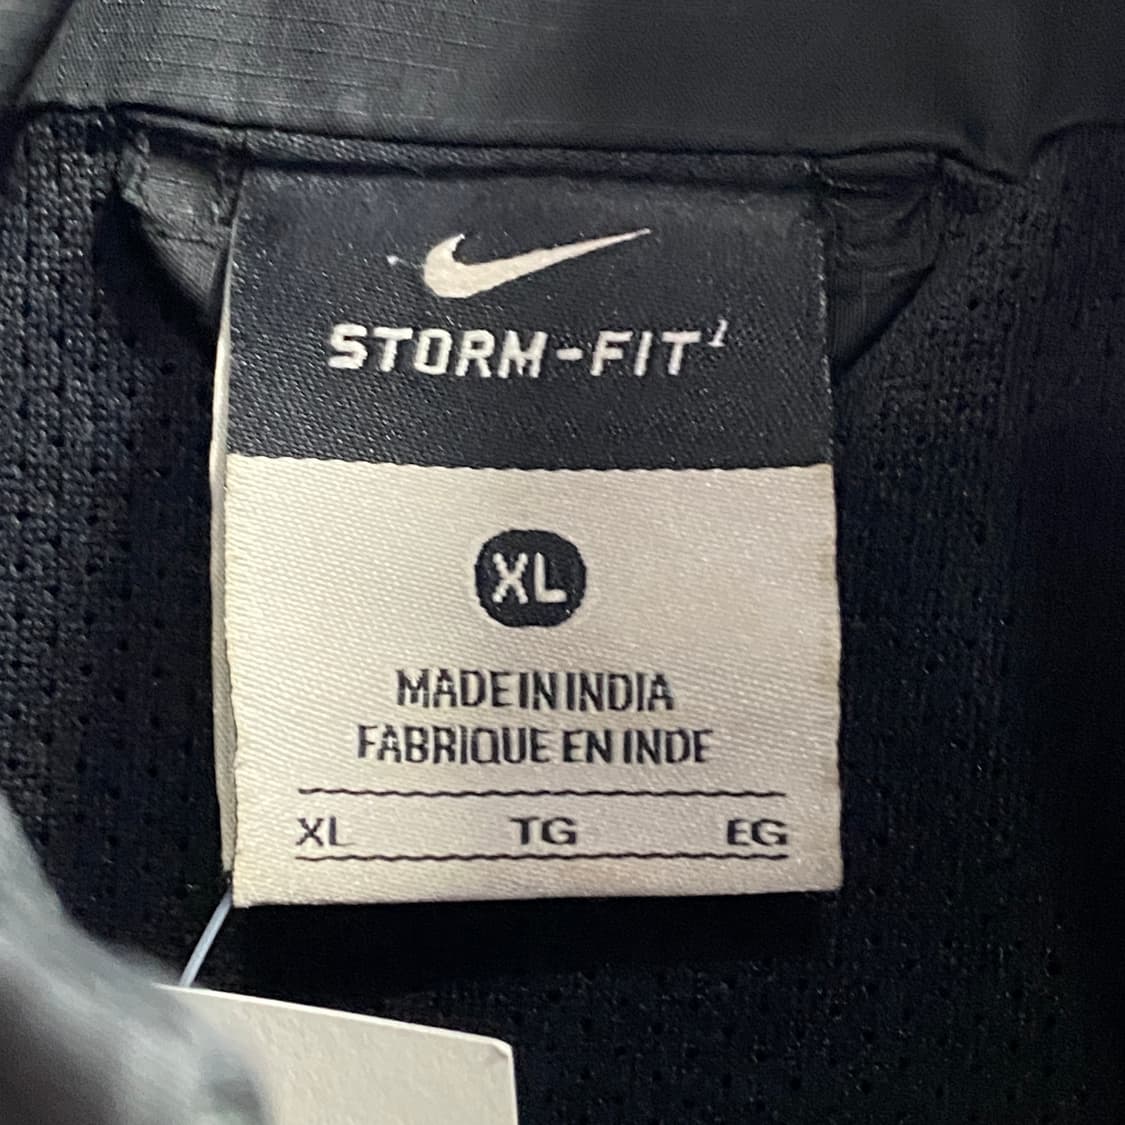 STORM-FIT¹
XL
MADE IN INDIA
FABRIQUE EN INDE
XL TG EG